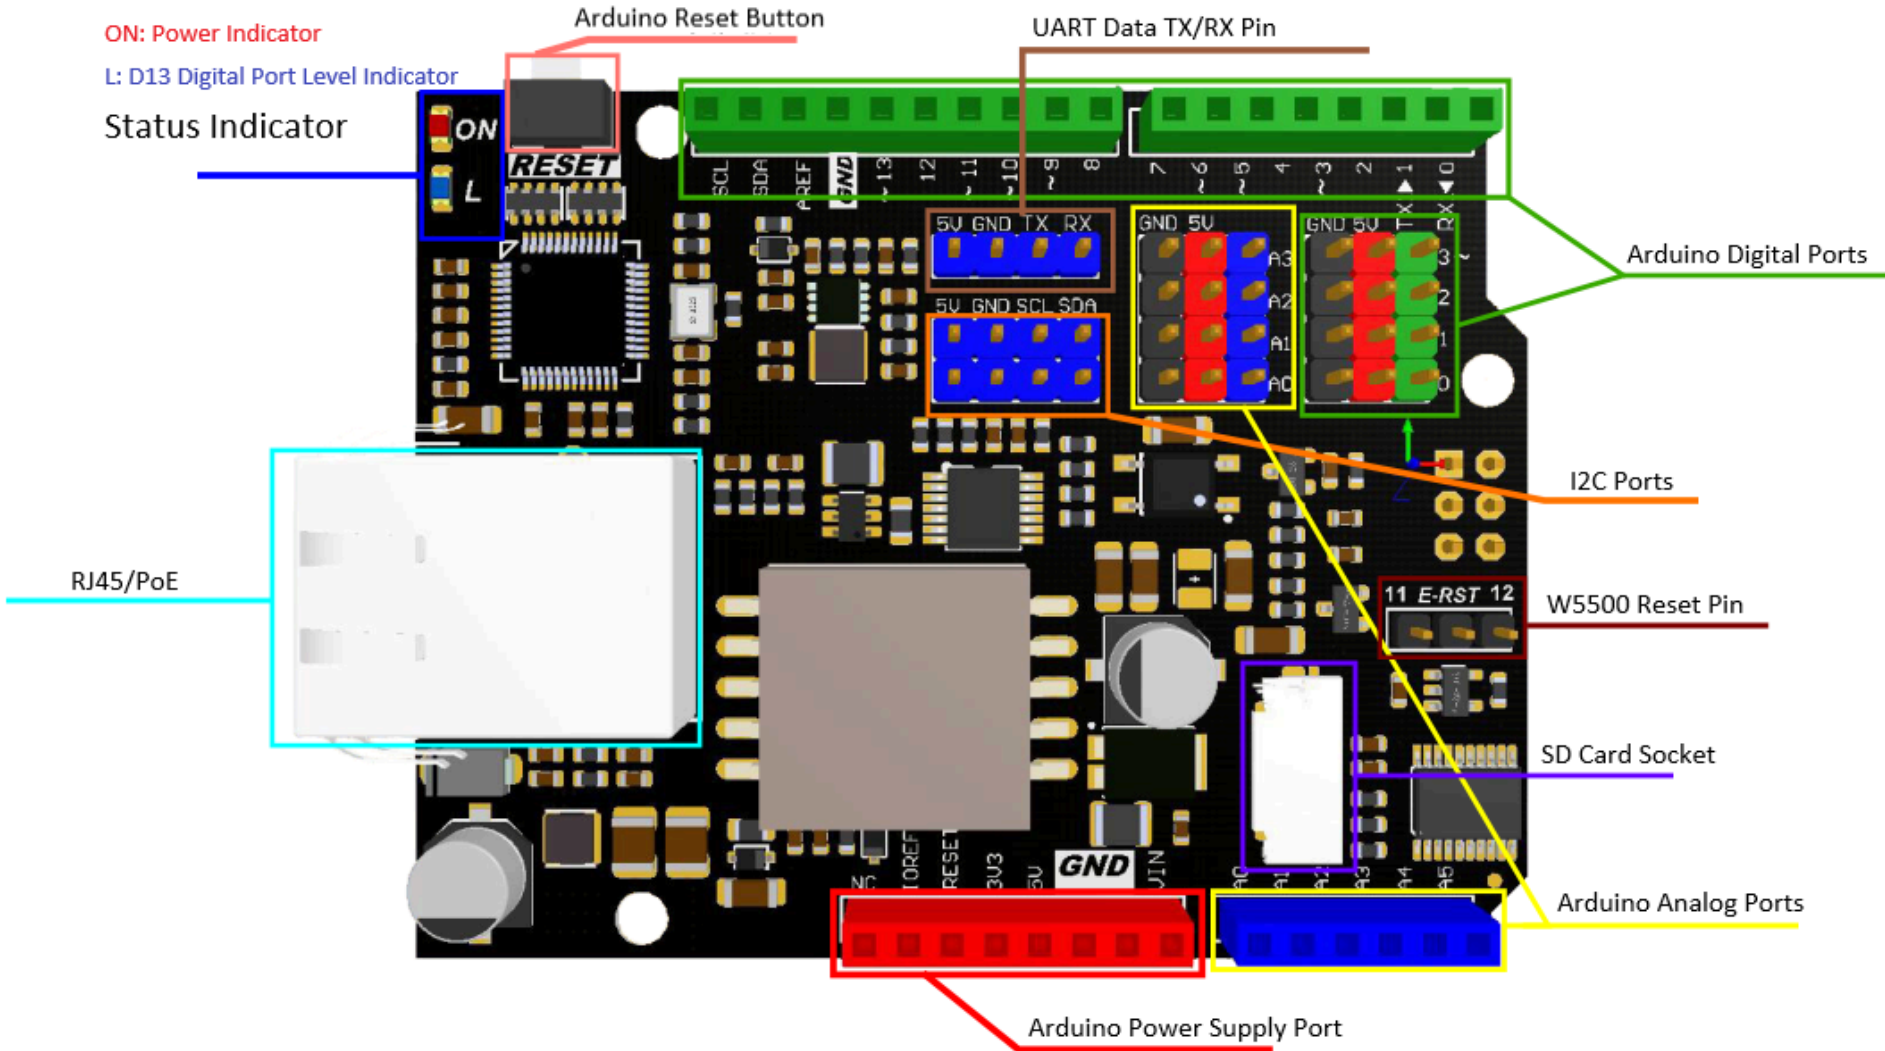 Arduino Reset Button
UART Data TX/RX Pin
ON: Power Indicator
L: D13 Digital Port Level Indicator
Status Indicator
ON
L
RESET
SCL
SDA
AREF
GND
~13
12
~11
~10
~9
8
7
~6
~5
4
~3
2
TX▶1
RX◀0
5V GND TX RX
GND 5V
GND 5V
A3
A2
A1
A0
3~
2
1
0
5V GND SCL SDA
Arduino Digital Ports
I2C Ports
RJ45/PoE
11 E-RST 12
W5500 Reset Pin
SD Card Socket
NC
IOREF
RESET
3V3
5V
GND
VIN
A0
A1
A2
A3
A4
A5
Arduino Analog Ports
Arduino Power Supply Port